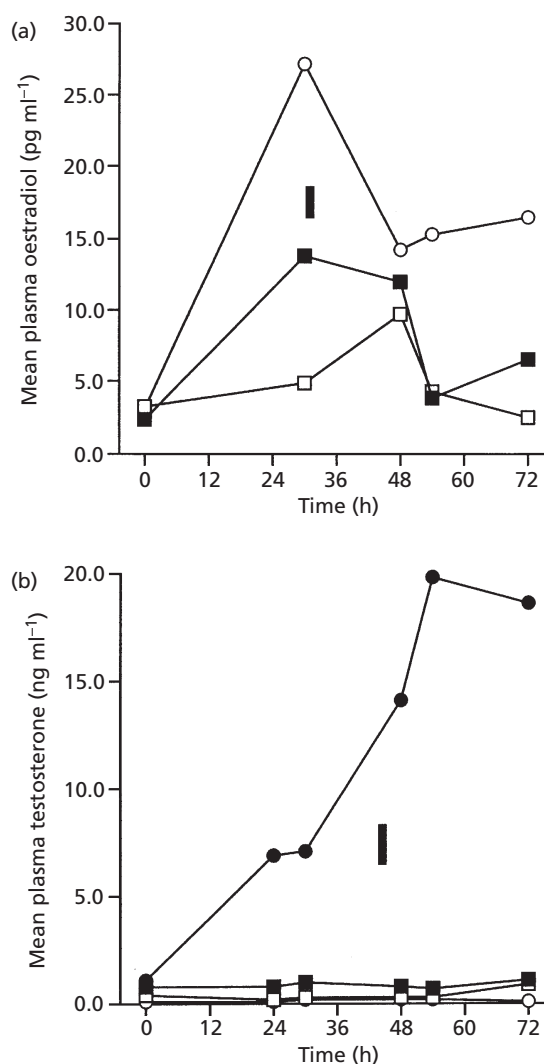 (a)
Mean plasma oestradiol (pg ml⁻¹)
30.0
25.0
20.0
15.0
10.0
5.0
0.0
0 12 24 36 48 60 72
Time (h)
(b)
Mean plasma testosterone (ng ml⁻¹)
20.0
15.0
10.0
5.0
0.0
0 12 24 36 48 60 72
Time (h)